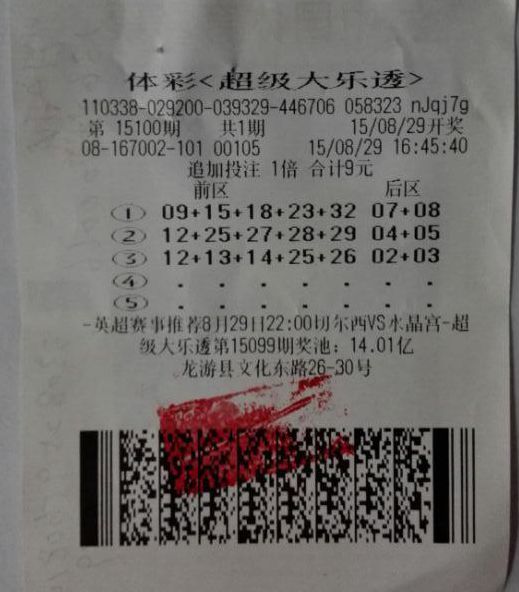 体彩<超级大乐透>
110338-029200-039329-446706 058323 nJqj7g
第 15100期 共1期 15/08/29开奖
08-167002-101 00105 15/08/29 16:45:40
追加投注 1倍 合计9元
前区 后区
① 09+15+18+23+32 07+08
② 12+25+27+28+29 04+05
③ 12+13+14+25+26 02+03
④ . . . . . . .
⑤ . . . . . . .
-英超赛事推荐8月29日22:00切尔西VS水晶宫-超
级大乐透第15099期奖池：14.01亿
龙游县文化东路26-30号